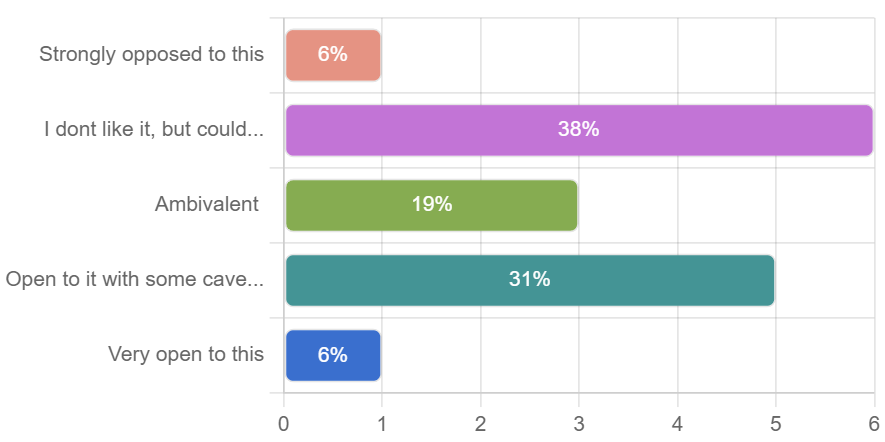 Strongly opposed to this 6%
I dont like it, but could... 38%
Ambivalent 19%
Open to it with some cave... 31%
Very open to this 6%
0 1 2 3 4 5 6